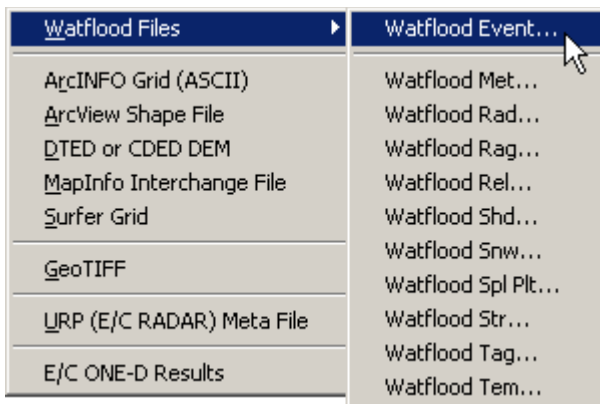 Watflood Files
ArcINFO Grid (ASCII)
ArcView Shape File
DTED or CDED DEM
MapInfo Interchange File
Surfer Grid
GeoTIFF
URP (E/C RADAR) Meta File
E/C ONE-D Results
Watflood Event...
Watflood Met...
Watflood Rad...
Watflood Rag...
Watflood Rel...
Watflood Shd...
Watflood Snw...
Watflood Spl Plt...
Watflood Str...
Watflood Tag...
Watflood Tem...